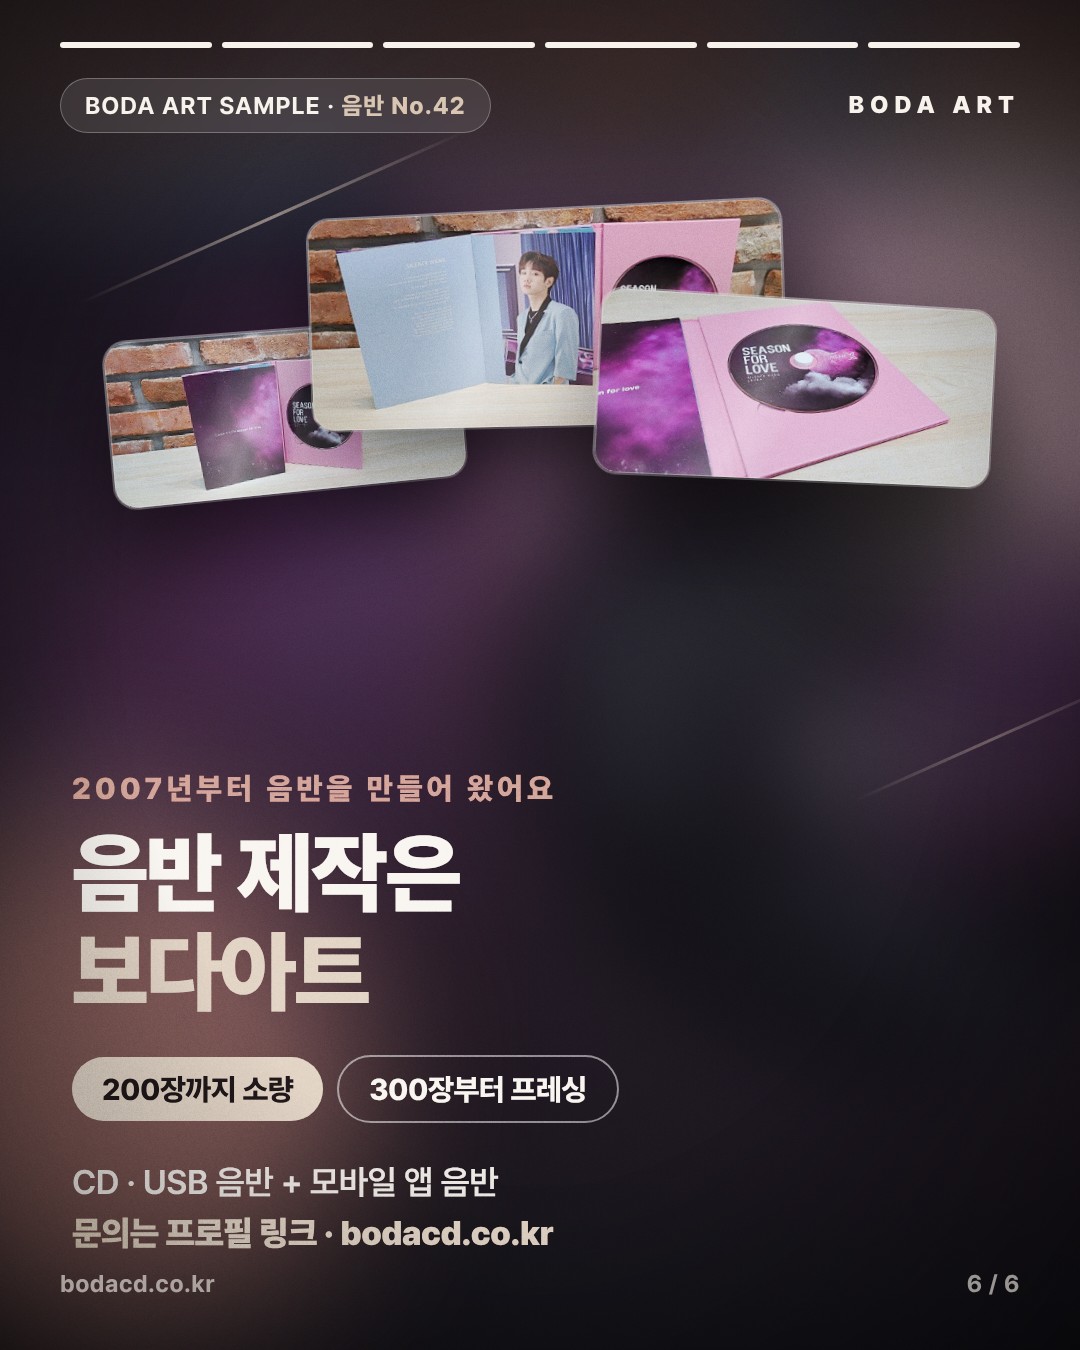 BODA ART SAMPLE · 음반 No.42
BODA ART
SEASON
FOR
LOVE
SEASON
SEASON
FOR
LOVE
n for love
2007년부터 음반을 만들어 왔어요
음반 제작은
보다아트
200장까지 소량
300장부터 프레싱
CD · USB 음반 + 모바일 앱 음반
문의는 프로필 링크 · bodacd.co.kr
bodacd.co.kr
6 / 6